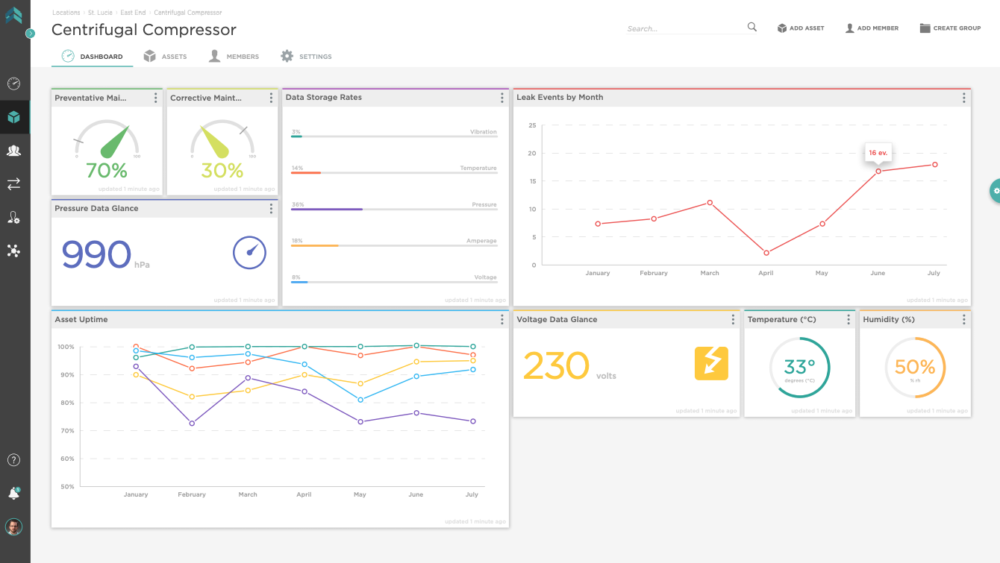 Locations › St. Lucie › East End › Centrifugal Compressor
Centrifugal Compressor
Search...
ADD ASSET
ADD MEMBER
CREATE GROUP
DASHBOARD
ASSETS
MEMBERS
SETTINGS
Preventative Mai...
0
100
70%
updated 1 minute ago
Corrective Maint...
0
100
30%
updated 1 minute ago
Pressure Data Glance
990 hPa
updated 1 minute ago
Data Storage Rates
3% Vibration
14% Temperature
36% Pressure
18% Amperage
8% Voltage
updated 1 minute ago
Leak Events by Month
25
20
15
10
5
0
16 ev.
January February March April May June July
updated 1 minute ago
Asset Uptime
100%
90%
80%
70%
60%
50%
January February March April May June July
updated 1 minute ago
Voltage Data Glance
230 volts
updated 1 minute ago
Temperature (°C)
33°
degrees (°C)
updated 1 minute ago
Humidity (%)
50%
% rh
updated 1 minute ago
?